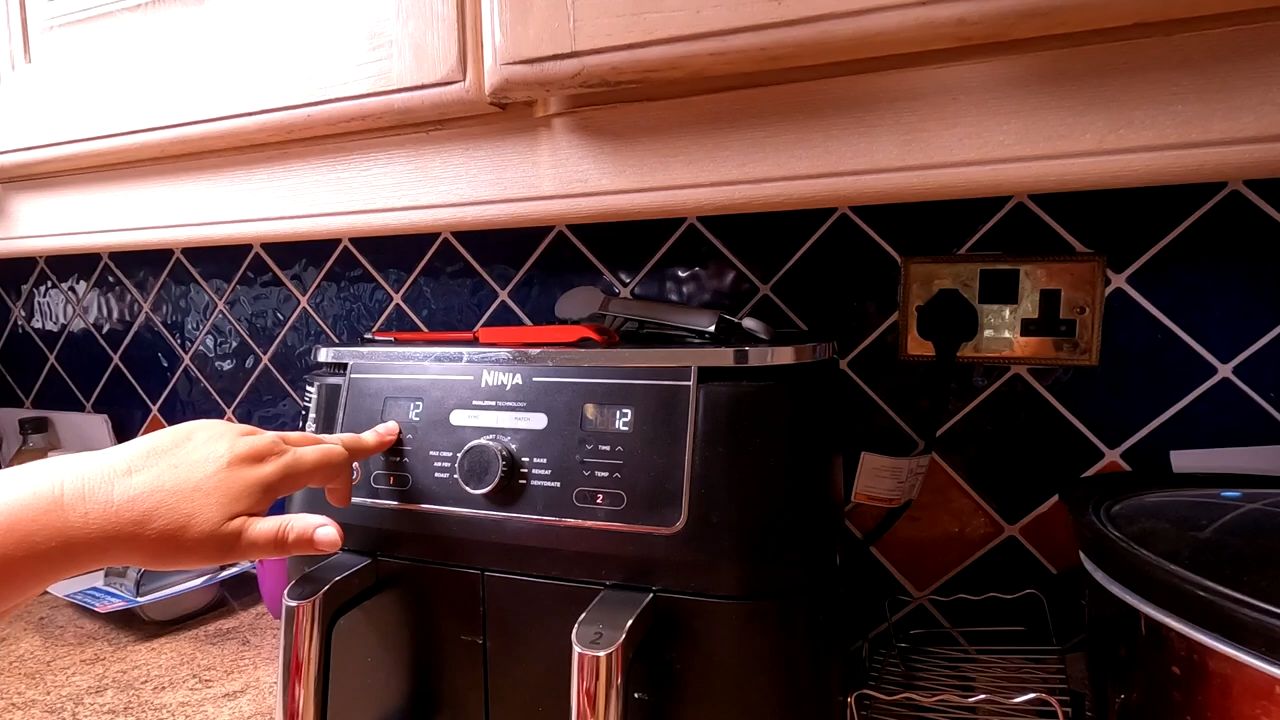 NINJA
DUALZONE TECHNOLOGY
12
SYNC
MATCH
12
START STOP
TIME
MAX CRISP
BAKE
AIR FRY
REHEAT
TEMP
ROAST
DEHYDRATE
1
2
2